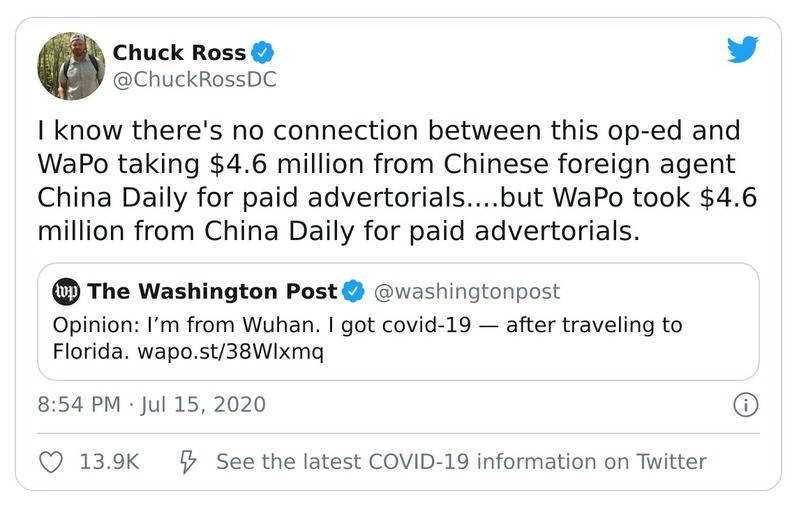 Chuck Ross
@ChuckRossDC
I know there's no connection between this op-ed and
WaPo taking $4.6 million from Chinese foreign agent
China Daily for paid advertorials....but WaPo took $4.6
million from China Daily for paid advertorials.
wp The Washington Post @washingtonpost
Opinion: I’m from Wuhan. I got covid-19 — after traveling to
Florida. wapo.st/38Wlxmq
8:54 PM · Jul 15, 2020
13.9K See the latest COVID-19 information on Twitter